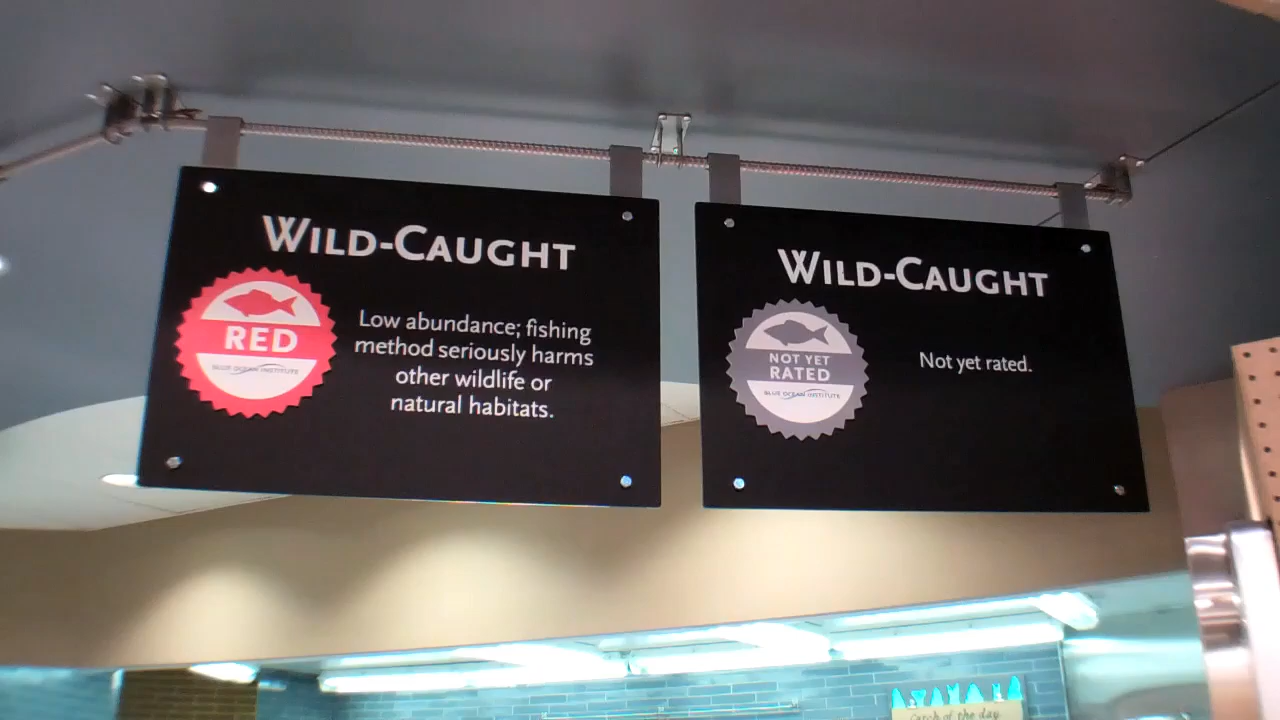 WILD-CAUGHT
RED
BLUE OCEAN INSTITUTE
Low abundance; fishing
method seriously harms
other wildlife or
natural habitats.
WILD-CAUGHT
NOT YET
RATED
BLUE OCEAN INSTITUTE
Not yet rated.
Catch of the day